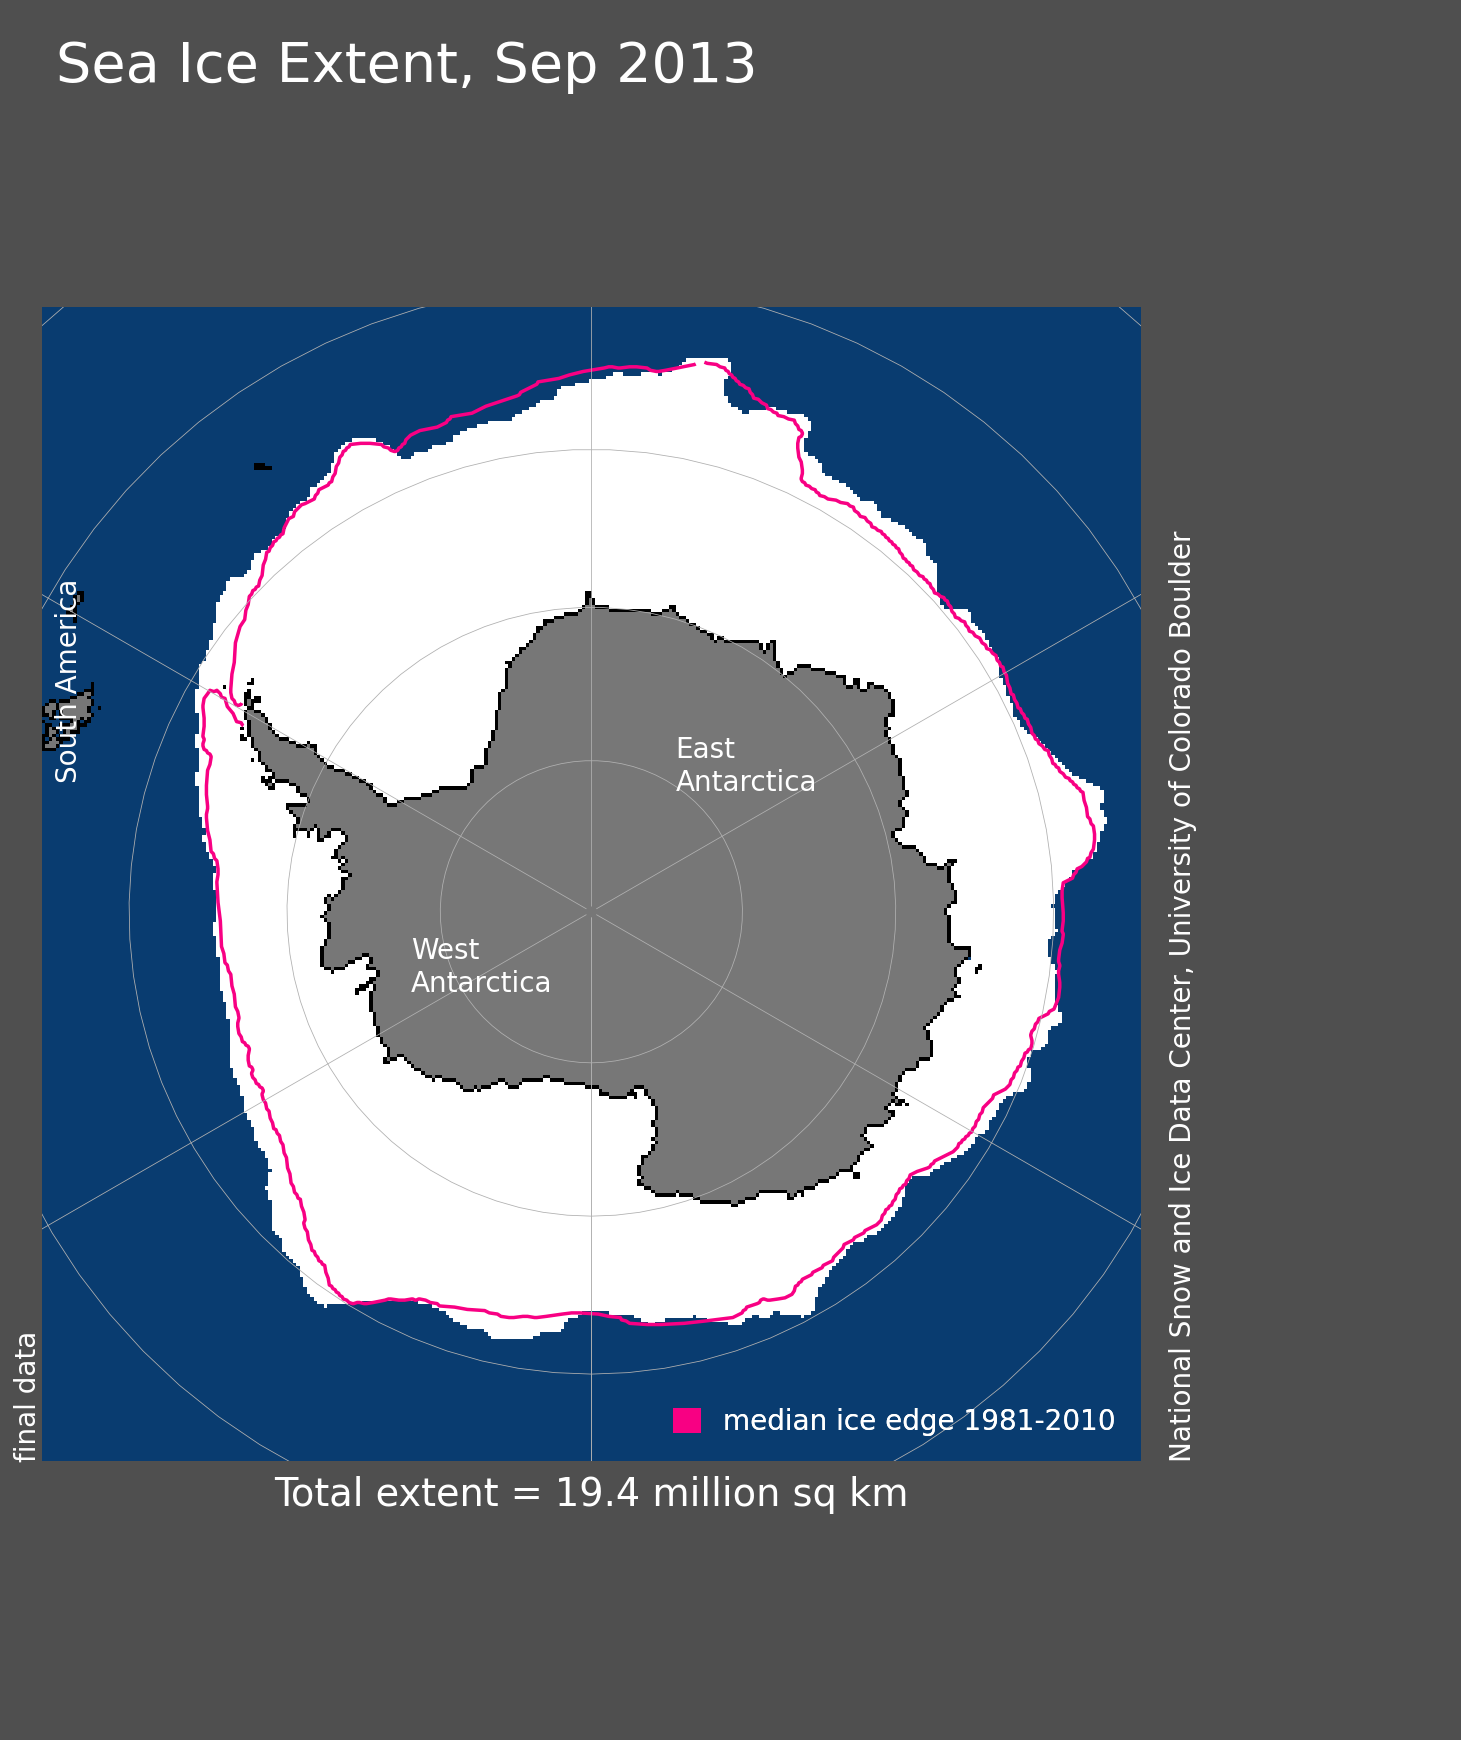 Sea Ice Extent, Sep 2013
South America
East
Antarctica
West
Antarctica
median ice edge 1981-2010
final data
National Snow and Ice Data Center, University of Colorado Boulder
Total extent = 19.4 million sq km